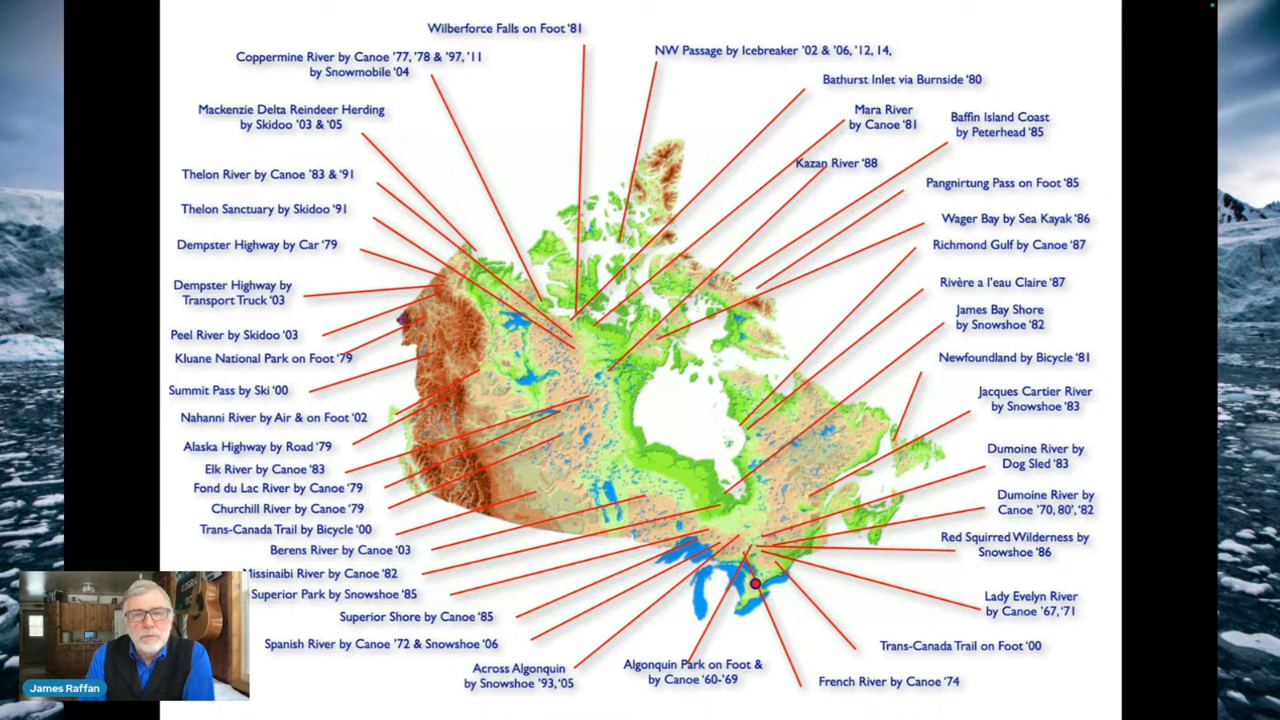 Wilberforce Falls on Foot '81
Coppermine River by Canoe '77, '78 & '97, '11
by Snowmobile '04
NW Passage by Icebreaker '02 & '06, '12, 14,
Bathurst Inlet via Burnside '80
Mackenzie Delta Reindeer Herding
by Skidoo '03 & '05
Mara River
by Canoe '81
Baffin Island Coast
by Peterhead '85
Kazan River '88
Thelon River by Canoe '83 & '91
Pangnirtung Pass on Foot '85
Thelon Sanctuary by Skidoo '91
Wager Bay by Sea Kayak '86
Dempster Highway by Car '79
Richmond Gulf by Canoe '87
Dempster Highway by
Transport Truck '03
Rivère a l'eau Claire '87
James Bay Shore
by Snowshoe '82
Peel River by Skidoo '03
Kluane National Park on Foot '79
Newfoundland by Bicycle '81
Summit Pass by Ski '00
Jacques Cartier River
by Snowshoe '83
Nahanni River by Air & on Foot '02
Alaska Highway by Road '79
Dumoine River by
Dog Sled '83
Elk River by Canoe '83
Fond du Lac River by Canoe '79
Dumoine River by
Canoe '70, 80', '82
Churchill River by Canoe '79
Trans-Canada Trail by Bicycle '00
Red Squirred Wilderness by
Snowshoe '86
Berens River by Canoe '03
Missinaibi River by Canoe '82
Superior Park by Snowshoe '85
Lady Evelyn River
by Canoe '67, '71
Superior Shore by Canoe '85
Spanish River by Canoe '72 & Snowshoe '06
Trans-Canada Trail on Foot '00
Across Algonquin
by Snowshoe '93, '05
Algonquin Park on Foot &
by Canoe '60-'69
French River by Canoe '74
James Raffan